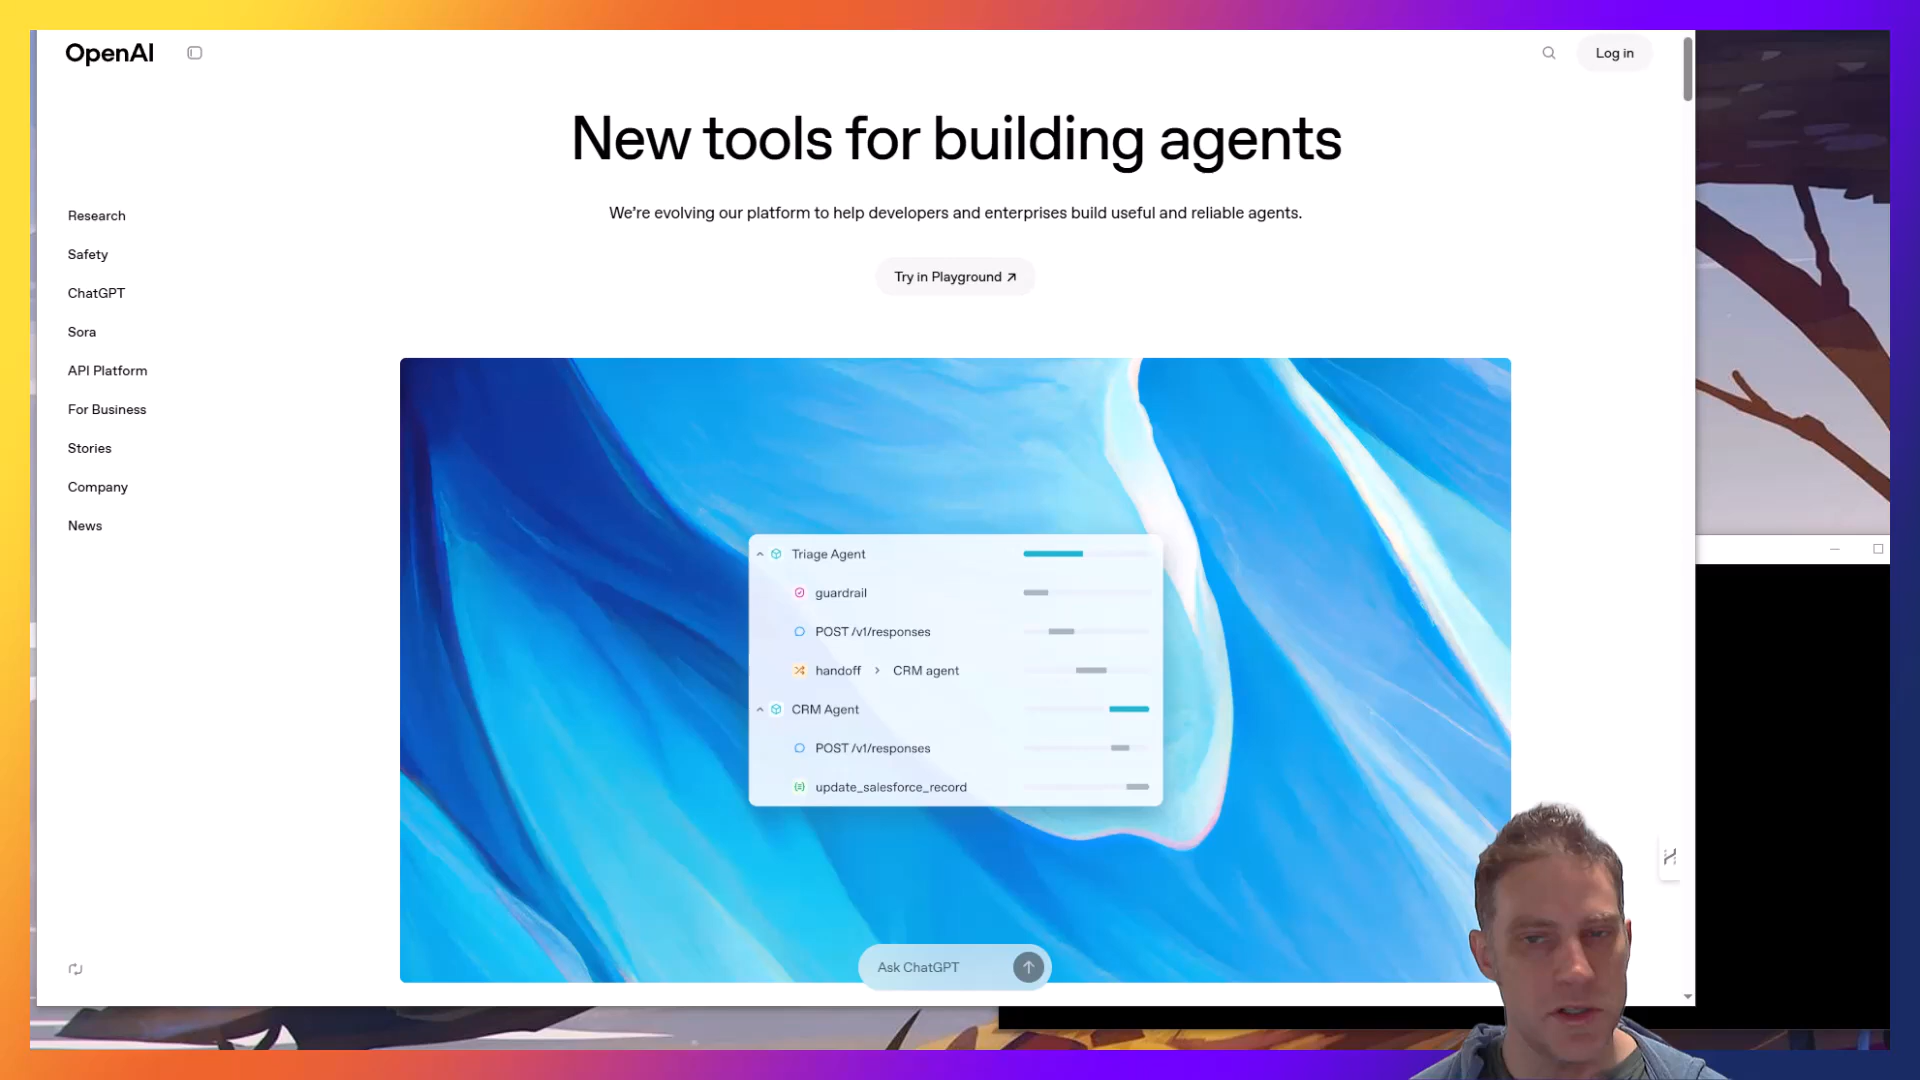 OpenAI
Log in
New tools for building agents
We're evolving our platform to help developers and enterprises build useful and reliable agents.
Try in Playground ↗
Research
Safety
ChatGPT
Sora
API Platform
For Business
Stories
Company
News
Triage Agent
guardrail
POST /v1/responses
handoff > CRM agent
CRM Agent
POST /v1/responses
update_salesforce_record
Ask ChatGPT